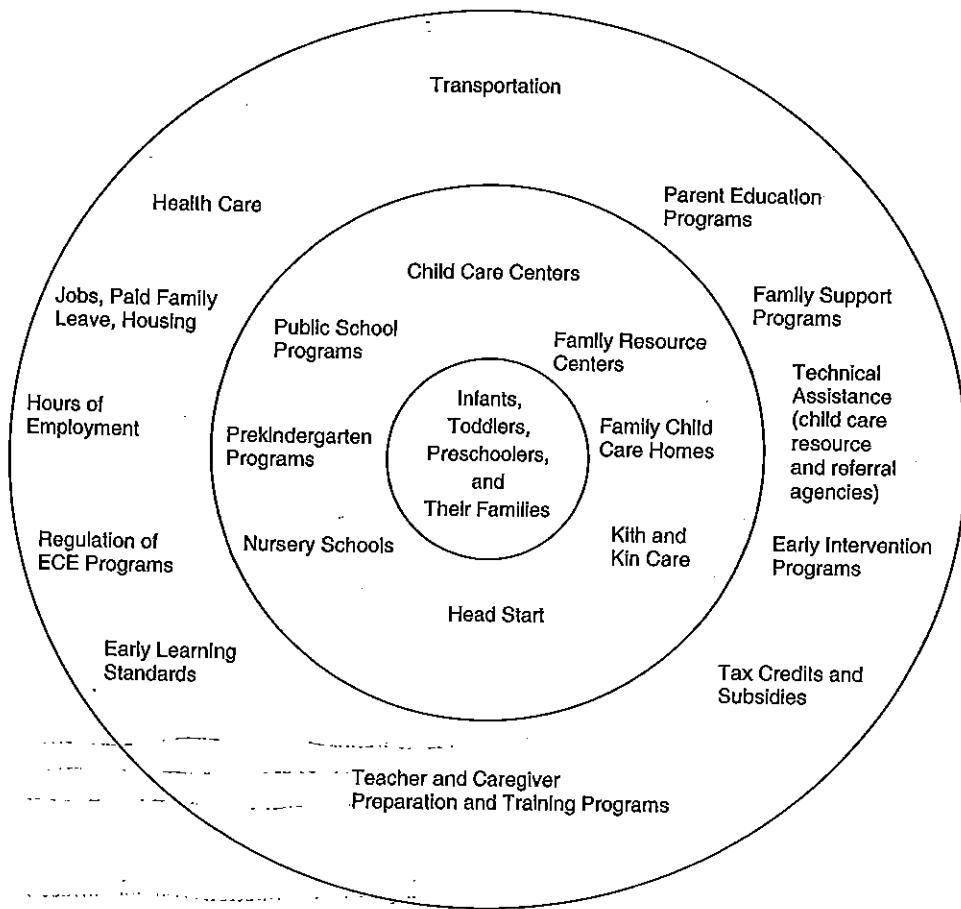 Transportation
Health Care
Parent Education
Programs
Child Care Centers
Jobs, Paid Family
Leave, Housing
Family Support
Programs
Public School
Programs
Family Resource
Centers
Technical
Assistance
(child care
resource
and referral
agencies)
Hours of
Employment
Infants,
Toddlers,
Preschoolers,
and
Their Families
Prekindergarten
Programs
Family Child
Care Homes
Regulation of
ECE Programs
Nursery Schools
Kith and
Kin Care
Early Intervention
Programs
Head Start
Early Learning
Standards
Tax Credits and
Subsidies
Teacher and Caregiver
Preparation and Training Programs